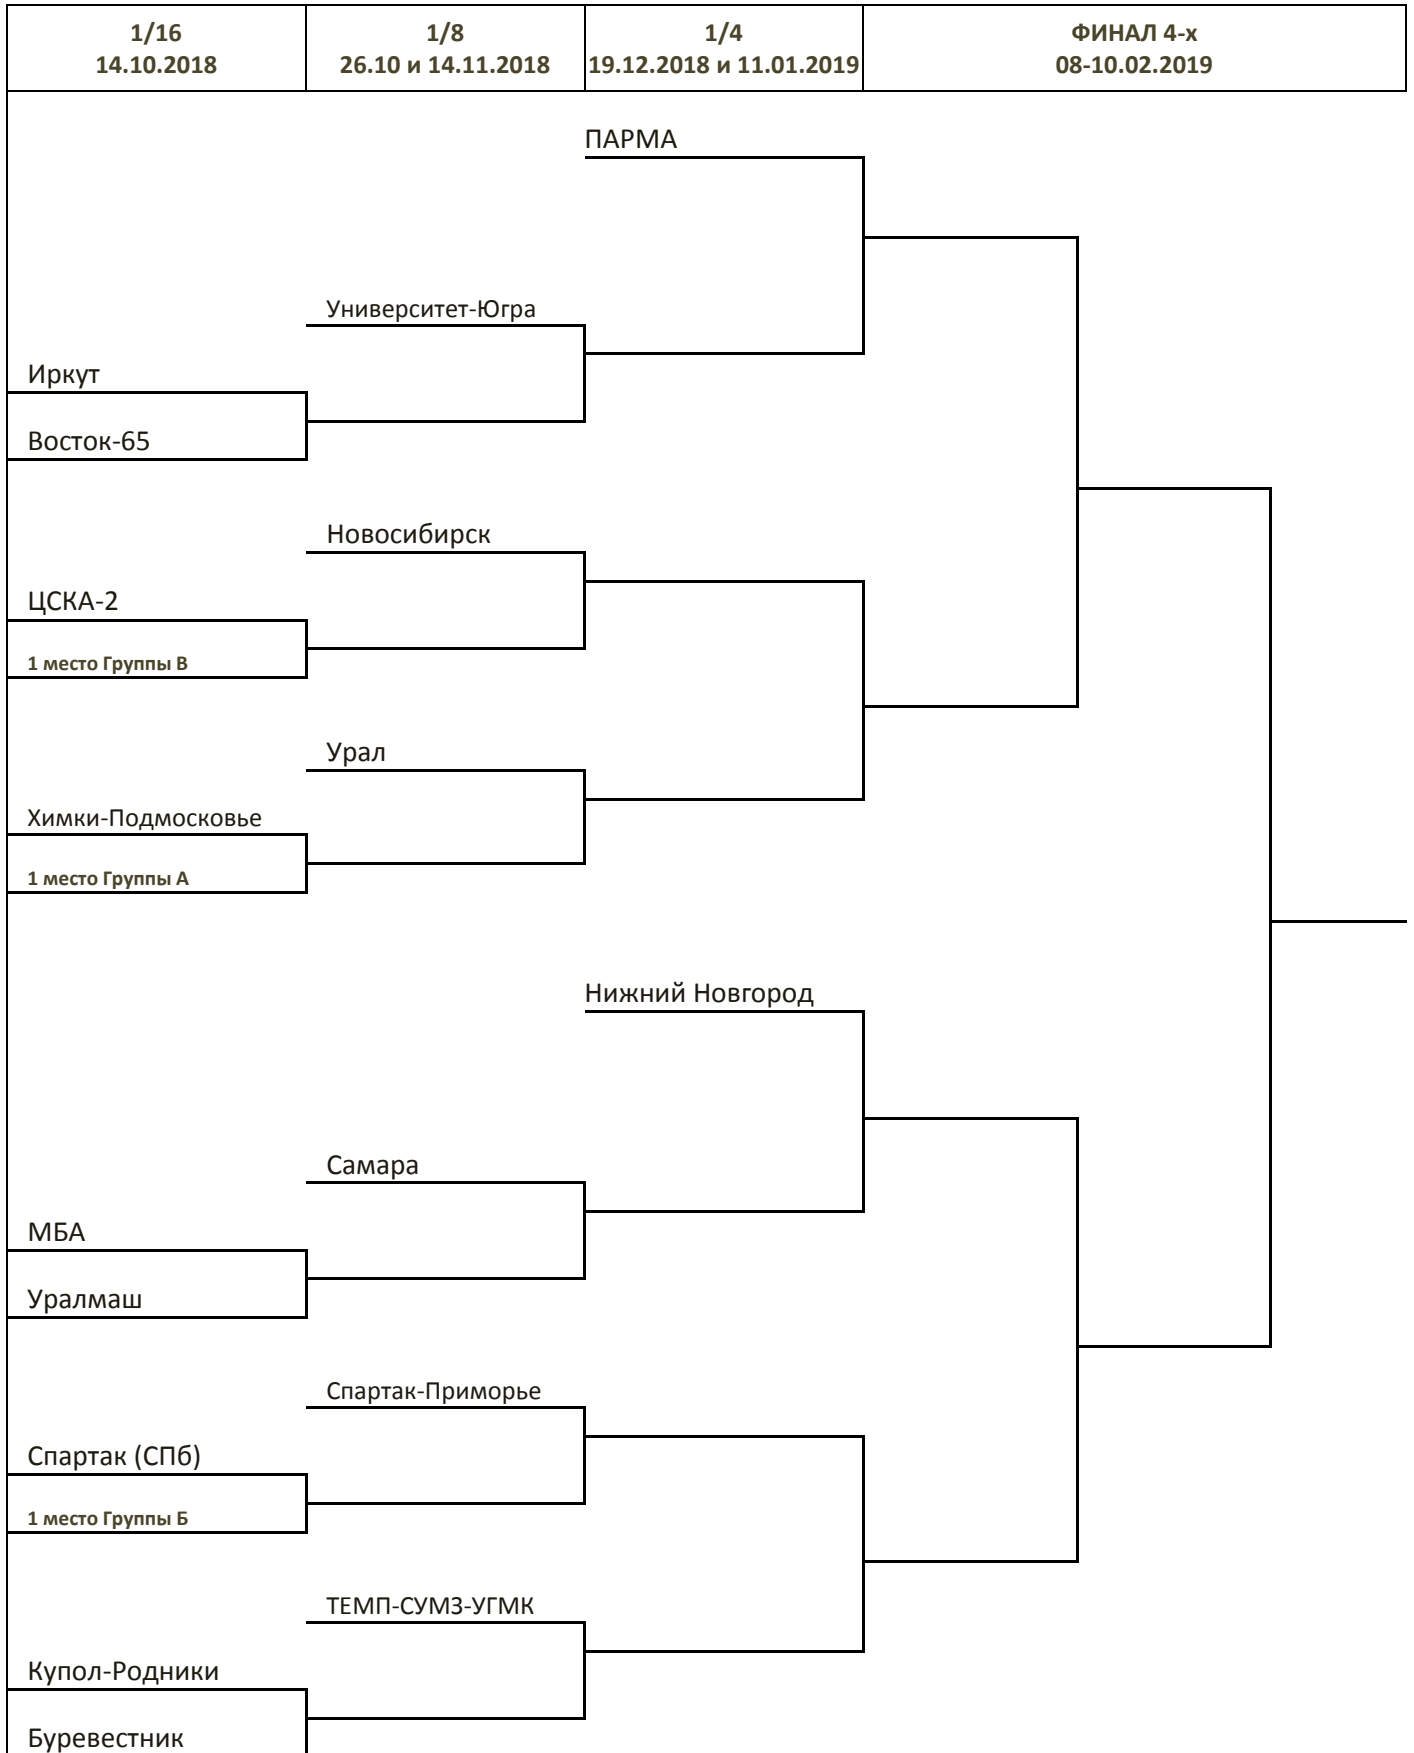 1/16
14.10.2018
1/8
26.10 и 14.11.2018
1/4
19.12.2018 и 11.01.2019
ФИНАЛ 4-х
08-10.02.2019
ПАРМА
Университет-Югра
Иркут
Восток-65
Новосибирск
ЦСКА-2
1 место Группы В
Урал
Химки-Подмосковье
1 место Группы А
Нижний Новгород
Самара
МБА
Уралмаш
Спартак-Приморье
Спартак (СПб)
1 место Группы Б
ТЕМП-СУМЗ-УГМК
Купол-Родники
Буревестник